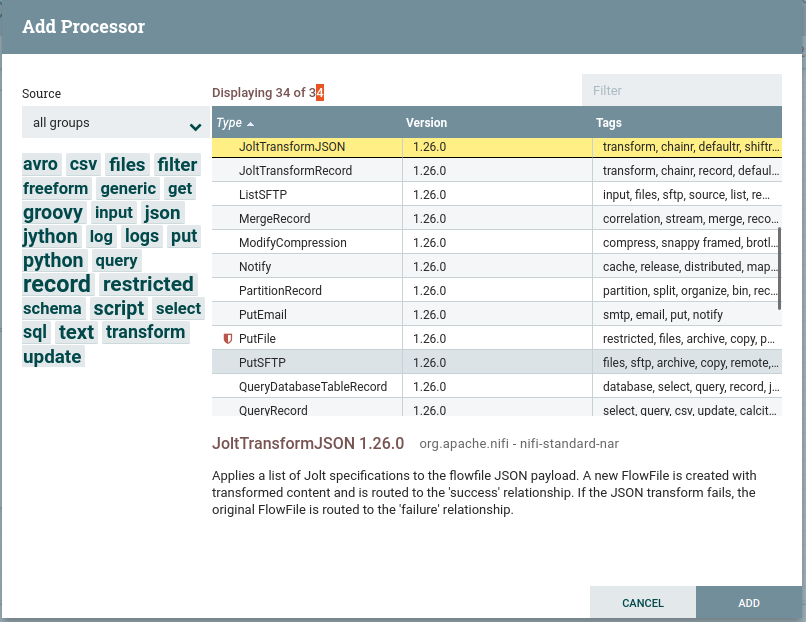 Add Processor
Source
Displaying 34 of 34
Filter
all groups
Type Version Tags
avro csv files filter
freeform generic get
groovy input json
jython log logs put
python query
record restricted
schema script select
sql text transform
update
JoltTransformJSON 1.26.0 transform, chainr, defaultr, shiftr...
JoltTransformRecord 1.26.0 transform, chainr, record, defaul...
ListSFTP 1.26.0 input, files, sftp, source, list, re...
MergeRecord 1.26.0 correlation, stream, merge, reco...
ModifyCompression 1.26.0 compress, snappy framed, brotl...
Notify 1.26.0 cache, release, distributed, map...
PartitionRecord 1.26.0 partition, split, organize, bin, rec...
PutEmail 1.26.0 smtp, email, put, notify
PutFile 1.26.0 restricted, files, archive, copy, p...
PutSFTP 1.26.0 files, sftp, archive, copy, remote,...
QueryDatabaseTableRecord 1.26.0 database, select, query, record, j...
QueryRecord 1.26.0 select, query, csv, update, calcit...
JoltTransformJSON 1.26.0 org.apache.nifi - nifi-standard-nar
Applies a list of Jolt specifications to the flowfile JSON payload. A new FlowFile is created with
transformed content and is routed to the 'success' relationship. If the JSON transform fails, the
original FlowFile is routed to the 'failure' relationship.
CANCEL ADD